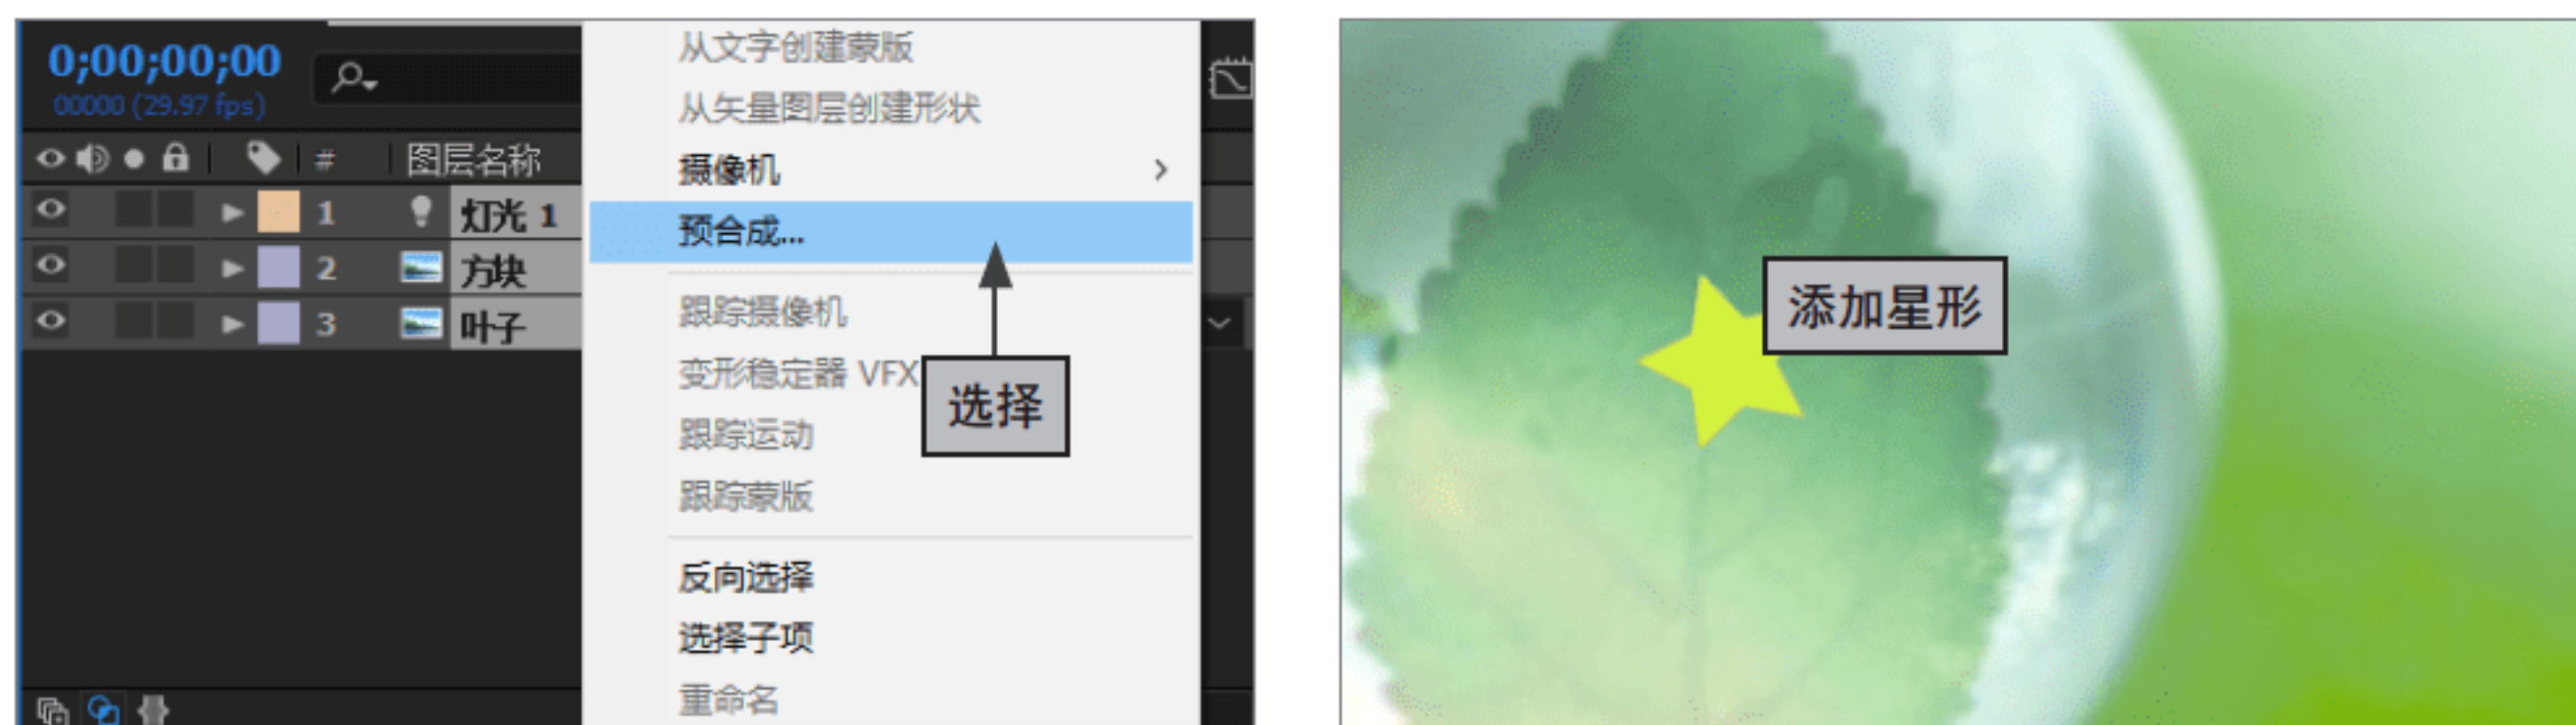 0;00;00;00
00000 (29.97 fps)
# 图层名称
1 灯光 1
2 方块
3 叶子
从文字创建蒙版
从矢量图层创建形状
摄像机
预合成...
跟踪摄像机
变形稳定器 VFX
跟踪运动
跟踪蒙版
反向选择
选择子项
重命名
选择
添加星形